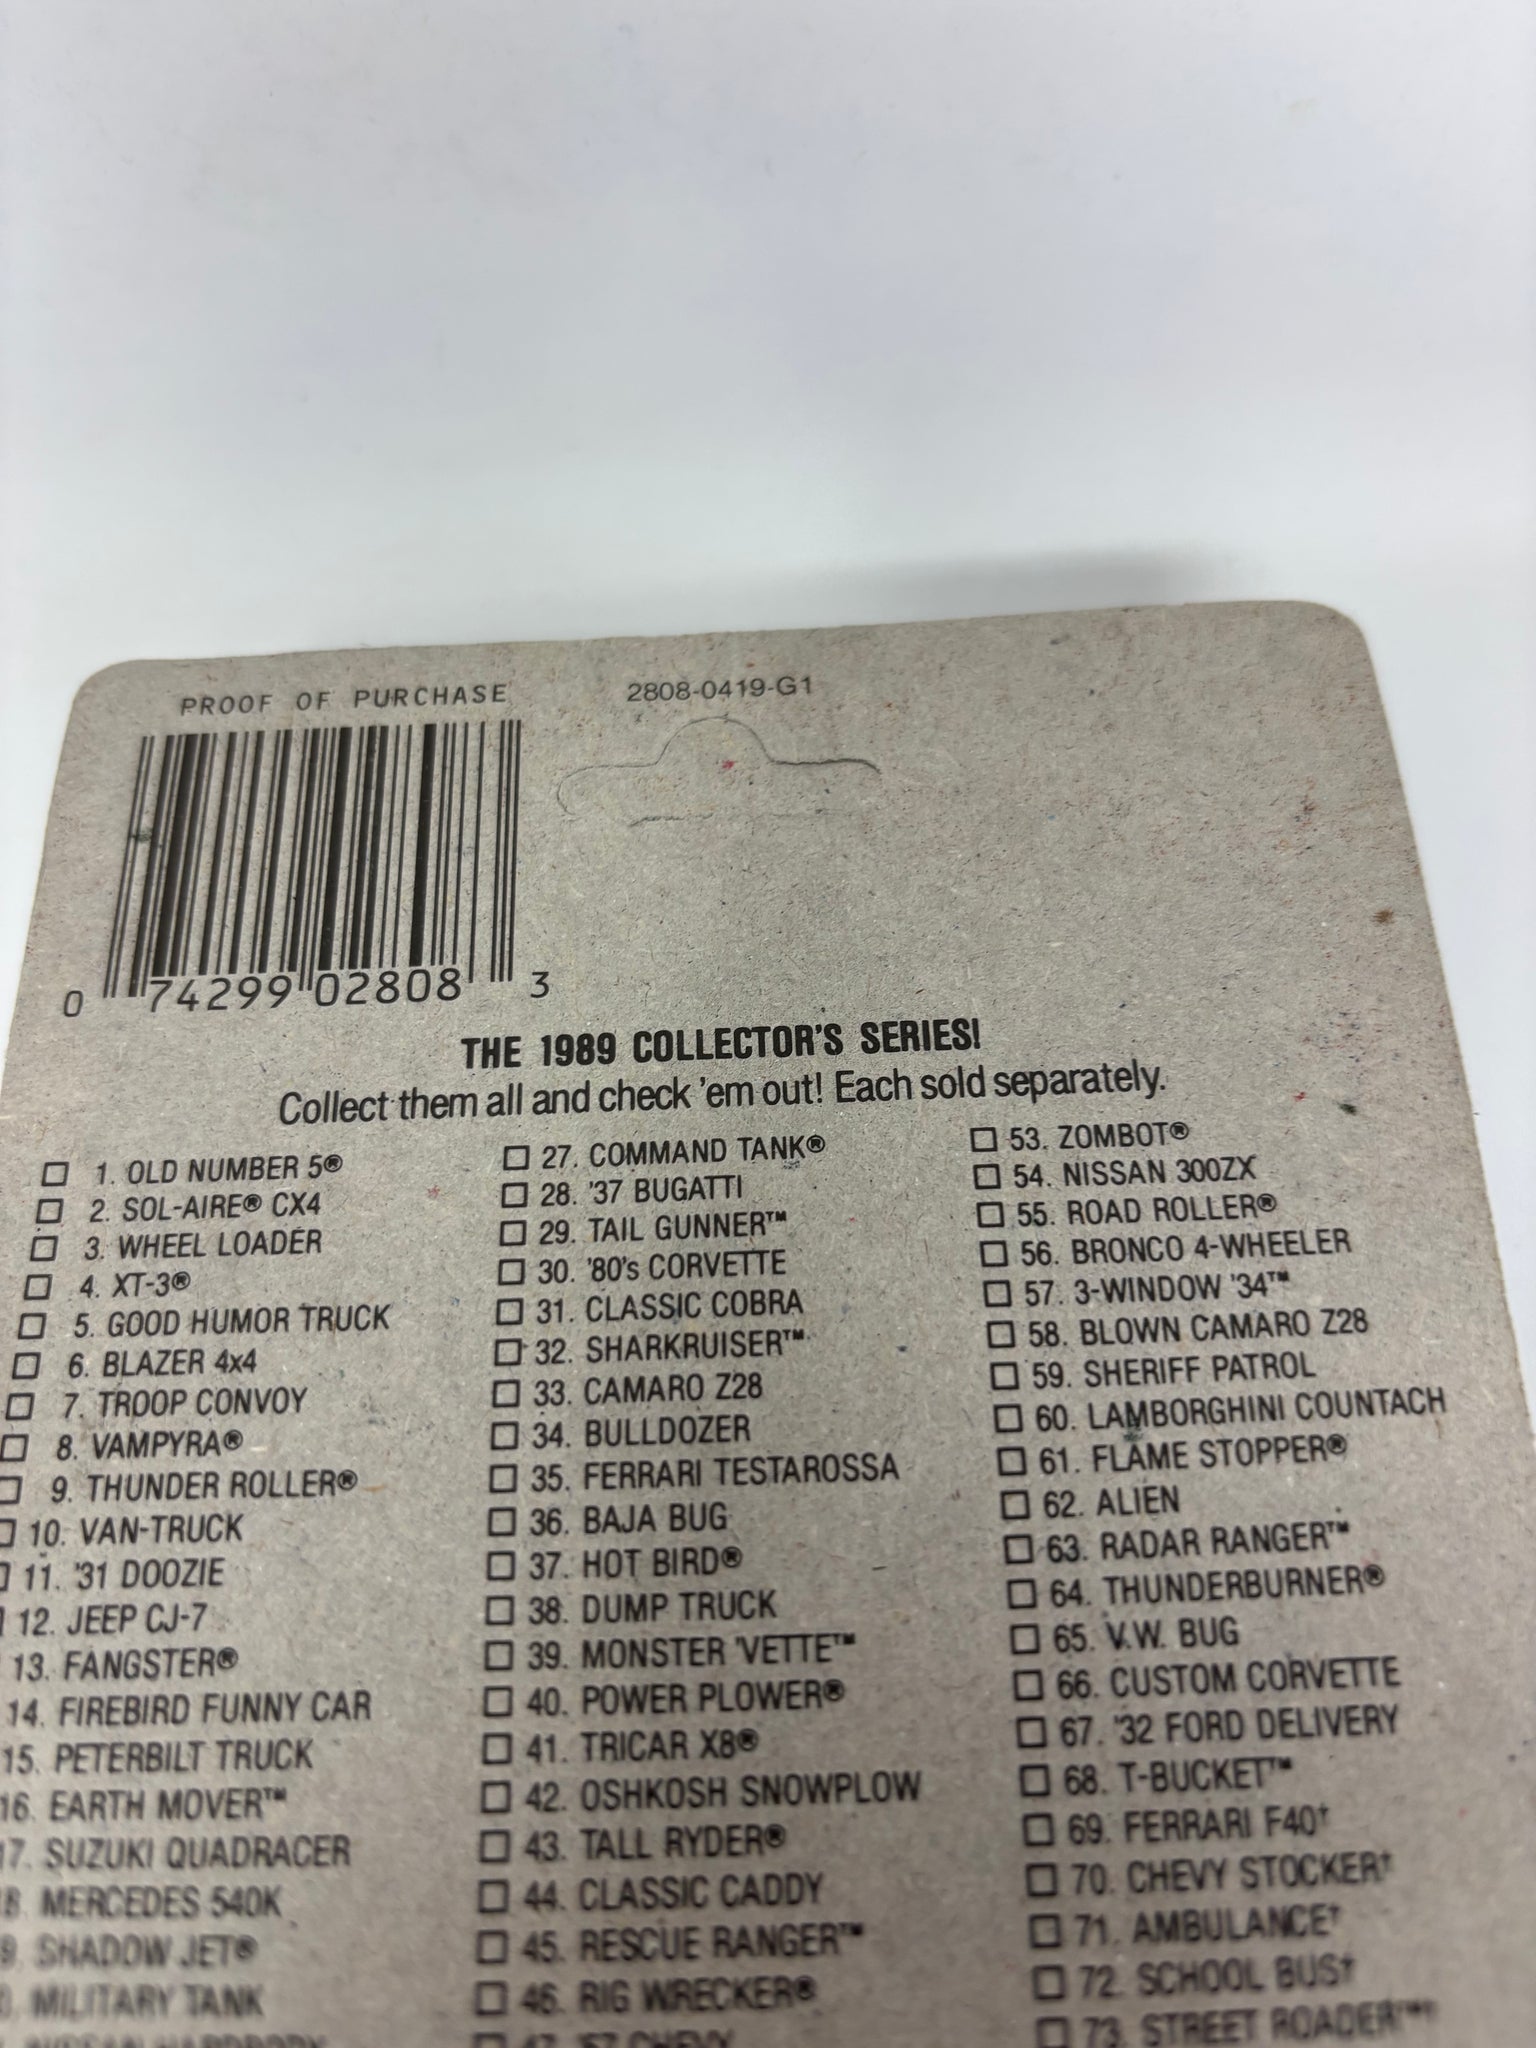 PROOF OF PURCHASE
2808-0419-G1
0 74299 02808 3
THE 1989 COLLECTOR'S SERIES!
Collect them all and check 'em out! Each sold separately.
1. OLD NUMBER 5®
2. SOL-AIRE® CX4
3. WHEEL LOADER
4. XT-3®
5. GOOD HUMOR TRUCK
6. BLAZER 4x4
7. TROOP CONVOY
8. VAMPYRA®
9. THUNDER ROLLER®
10. VAN-TRUCK
11. '31 DOOZIE
12. JEEP CJ-7
13. FANGSTER®
14. FIREBIRD FUNNY CAR
15. PETERBILT TRUCK
16. EARTH MOVER™
17. SUZUKI QUADRACER
8. MERCEDES 540K
9. SHADOW JET®
MILITARY TANK
27. COMMAND TANK®
28. '37 BUGATTI
29. TAIL GUNNER™
30. '80's CORVETTE
31. CLASSIC COBRA
32. SHARKRUISER™
33. CAMARO Z28
34. BULLDOZER
35. FERRARI TESTAROSSA
36. BAJA BUG
37. HOT BIRD®
38. DUMP TRUCK
39. MONSTER 'VETTE™
40. POWER PLOWER®
41. TRICAR X8®
42. OSHKOSH SNOWPLOW
43. TALL RYDER®
44. CLASSIC CADDY
45. RESCUE RANGER™
46. RIG WRECKER®
47. '57 CHEVY
53. ZOMBOT®
54. NISSAN 300ZX
55. ROAD ROLLER®
56. BRONCO 4-WHEELER
57. 3-WINDOW '34™
58. BLOWN CAMARO Z28
59. SHERIFF PATROL
60. LAMBORGHINI COUNTACH
61. FLAME STOPPER®
62. ALIEN
63. RADAR RANGER™
64. THUNDERBURNER®
65. V.W. BUG
66. CUSTOM CORVETTE
67. '32 FORD DELIVERY
68. T-BUCKET™
69. FERRARI F40†
70. CHEVY STOCKER†
71. AMBULANCE†
72. SCHOOL BUS†
73. STREET ROADER™†